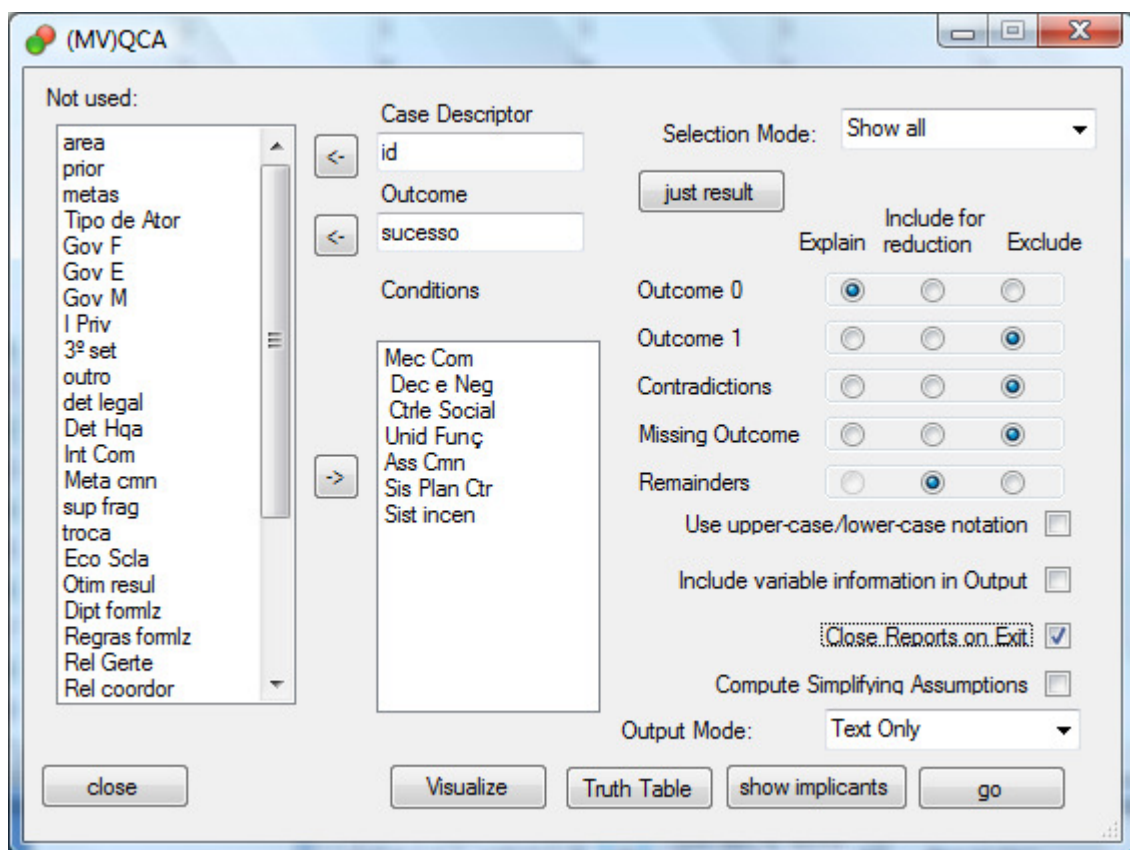 (MV)QCA
Not used:
area
prior
metas
Tipo de Ator
Gov F
Gov E
Gov M
I Priv
3º set
outro
det legal
Det Hqa
Int Com
Meta cmn
sup frag
troca
Eco Scla
Otim resul
Dipt formlz
Regras formlz
Rel Gerte
Rel coordor
close
<-
Case Descriptor
id
<-
Outcome
sucesso
Conditions
->
Mec Com
Dec e Neg
Ctrle Social
Unid Funç
Ass Cmn
Sis Plan Ctr
Sist incen
Selection Mode: Show all
just result
Explain Include for reduction Exclude
Outcome 0
Outcome 1
Contradictions
Missing Outcome
Remainders
Use upper-case/lower-case notation
Include variable information in Output
Close Reports on Exit
Compute Simplifying Assumptions
Output Mode: Text Only
Visualize
Truth Table
show implicants
go